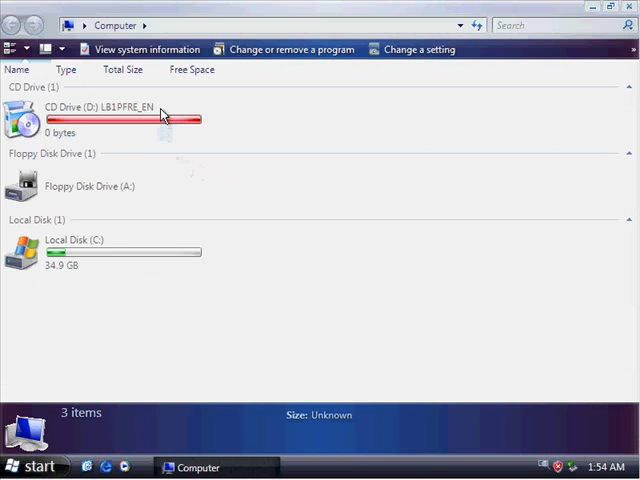 Computer
Search
View system information
Change or remove a program
Change a setting
»
Name
Type
Total Size
Free Space
CD Drive (1)
CD Drive (D:) LB1PFRE_EN
0 bytes
Floppy Disk Drive (1)
Floppy Disk Drive (A:)
Local Disk (1)
Local Disk (C:)
34.9 GB
3 items
Size: Unknown
start
Computer
1:54 AM